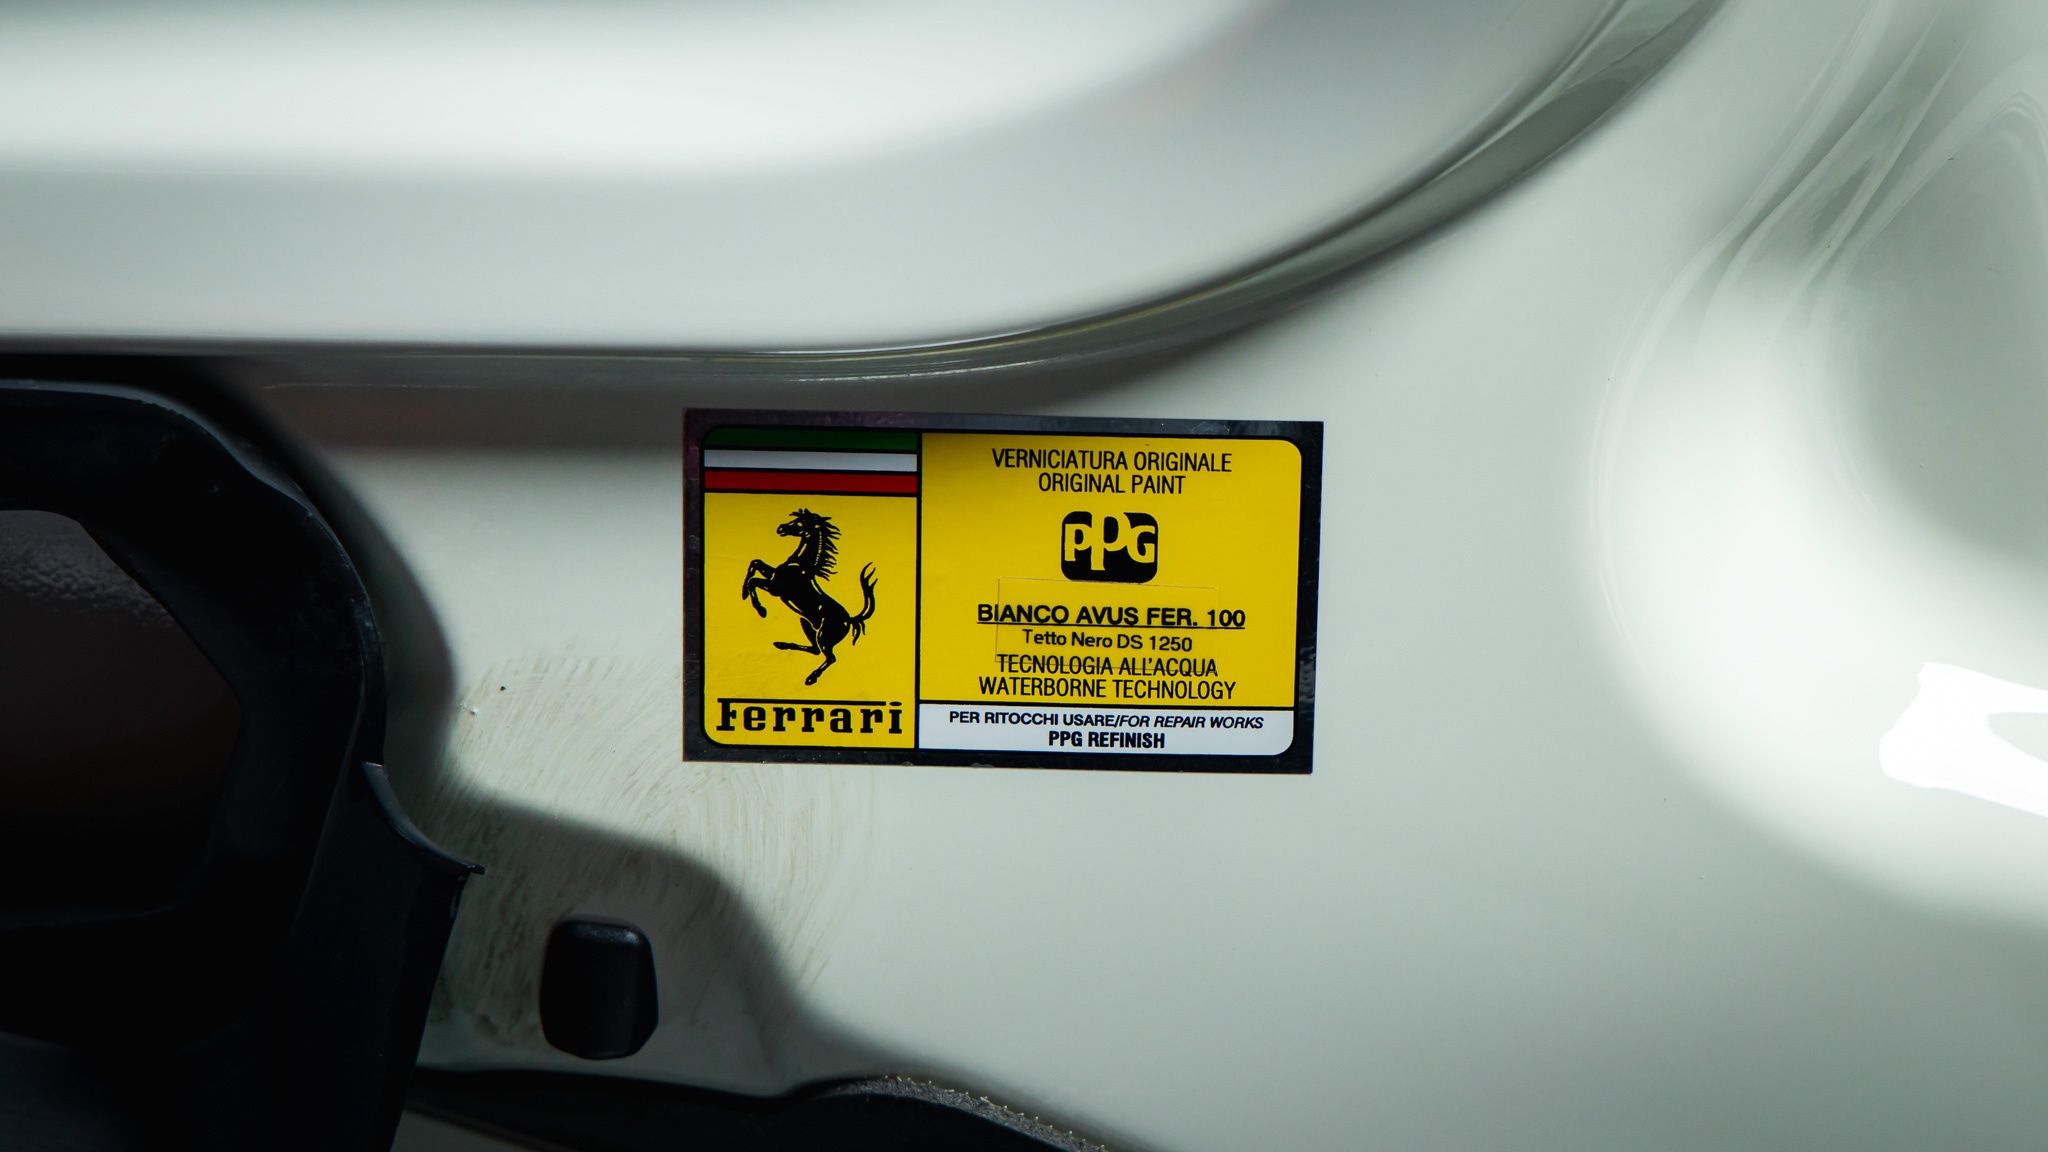 VERNICIATURA ORIGINALE
ORIGINAL PAINT
PPG
BIANCO AVUS FER. 100
Tetto Nero DS 1250
TECNOLOGIA ALL'ACQUA
WATERBORNE TECHNOLOGY
Ferrari
PER RITOCCHI USARE/FOR REPAIR WORKS
PPG REFINISH